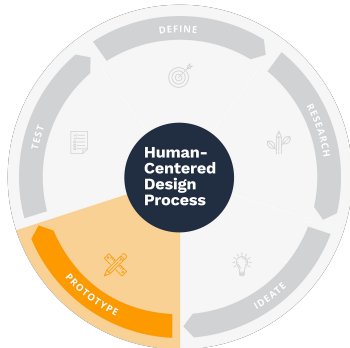 DEFINE
RESEARCH
IDEATE
PROTOTYPE
TEST
Human-
Centered
Design
Process